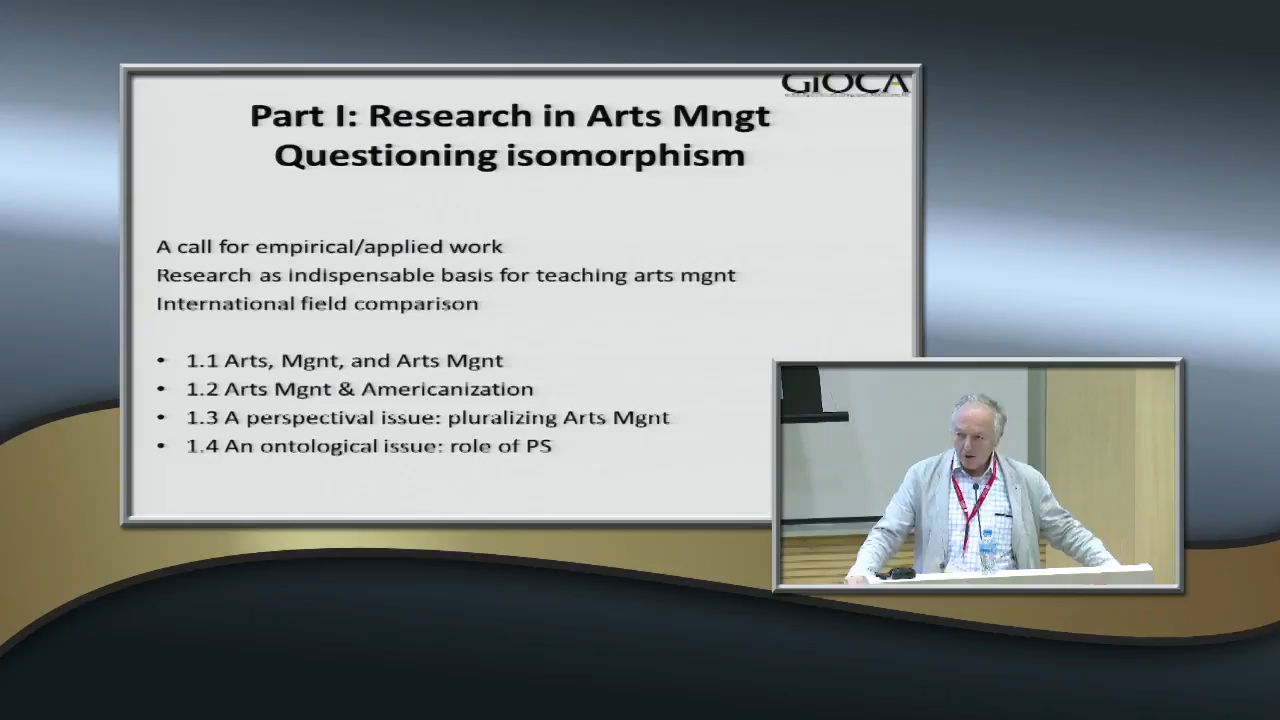 GIOCA
Part I: Research in Arts Mngt
Questioning isomorphism
A call for empirical/applied work
Research as indispensable basis for teaching arts mgnt
International field comparison
• 1.1 Arts, Mgnt, and Arts Mgnt
• 1.2 Arts Mgnt & Americanization
• 1.3 A perspectival issue: pluralizing Arts Mgnt
• 1.4 An ontological issue: role of PS